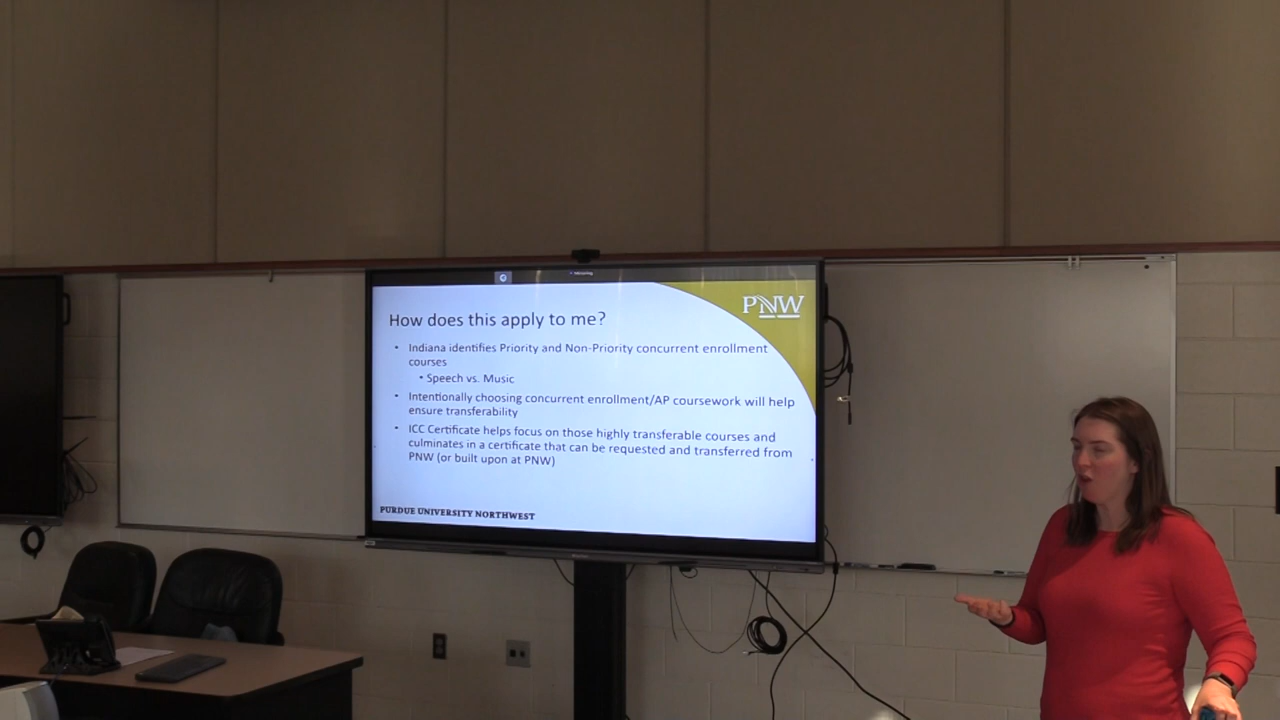 PNW
How does this apply to me?
• Indiana identifies Priority and Non-Priority concurrent enrollment
courses
• Speech vs. Music
• Intentionally choosing concurrent enrollment/AP coursework will help
ensure transferability
• ICC Certificate helps focus on those highly transferable courses and
culminates in a certificate that can be requested and transferred from
PNW (or built upon at PNW)
PURDUE UNIVERSITY NORTHWEST